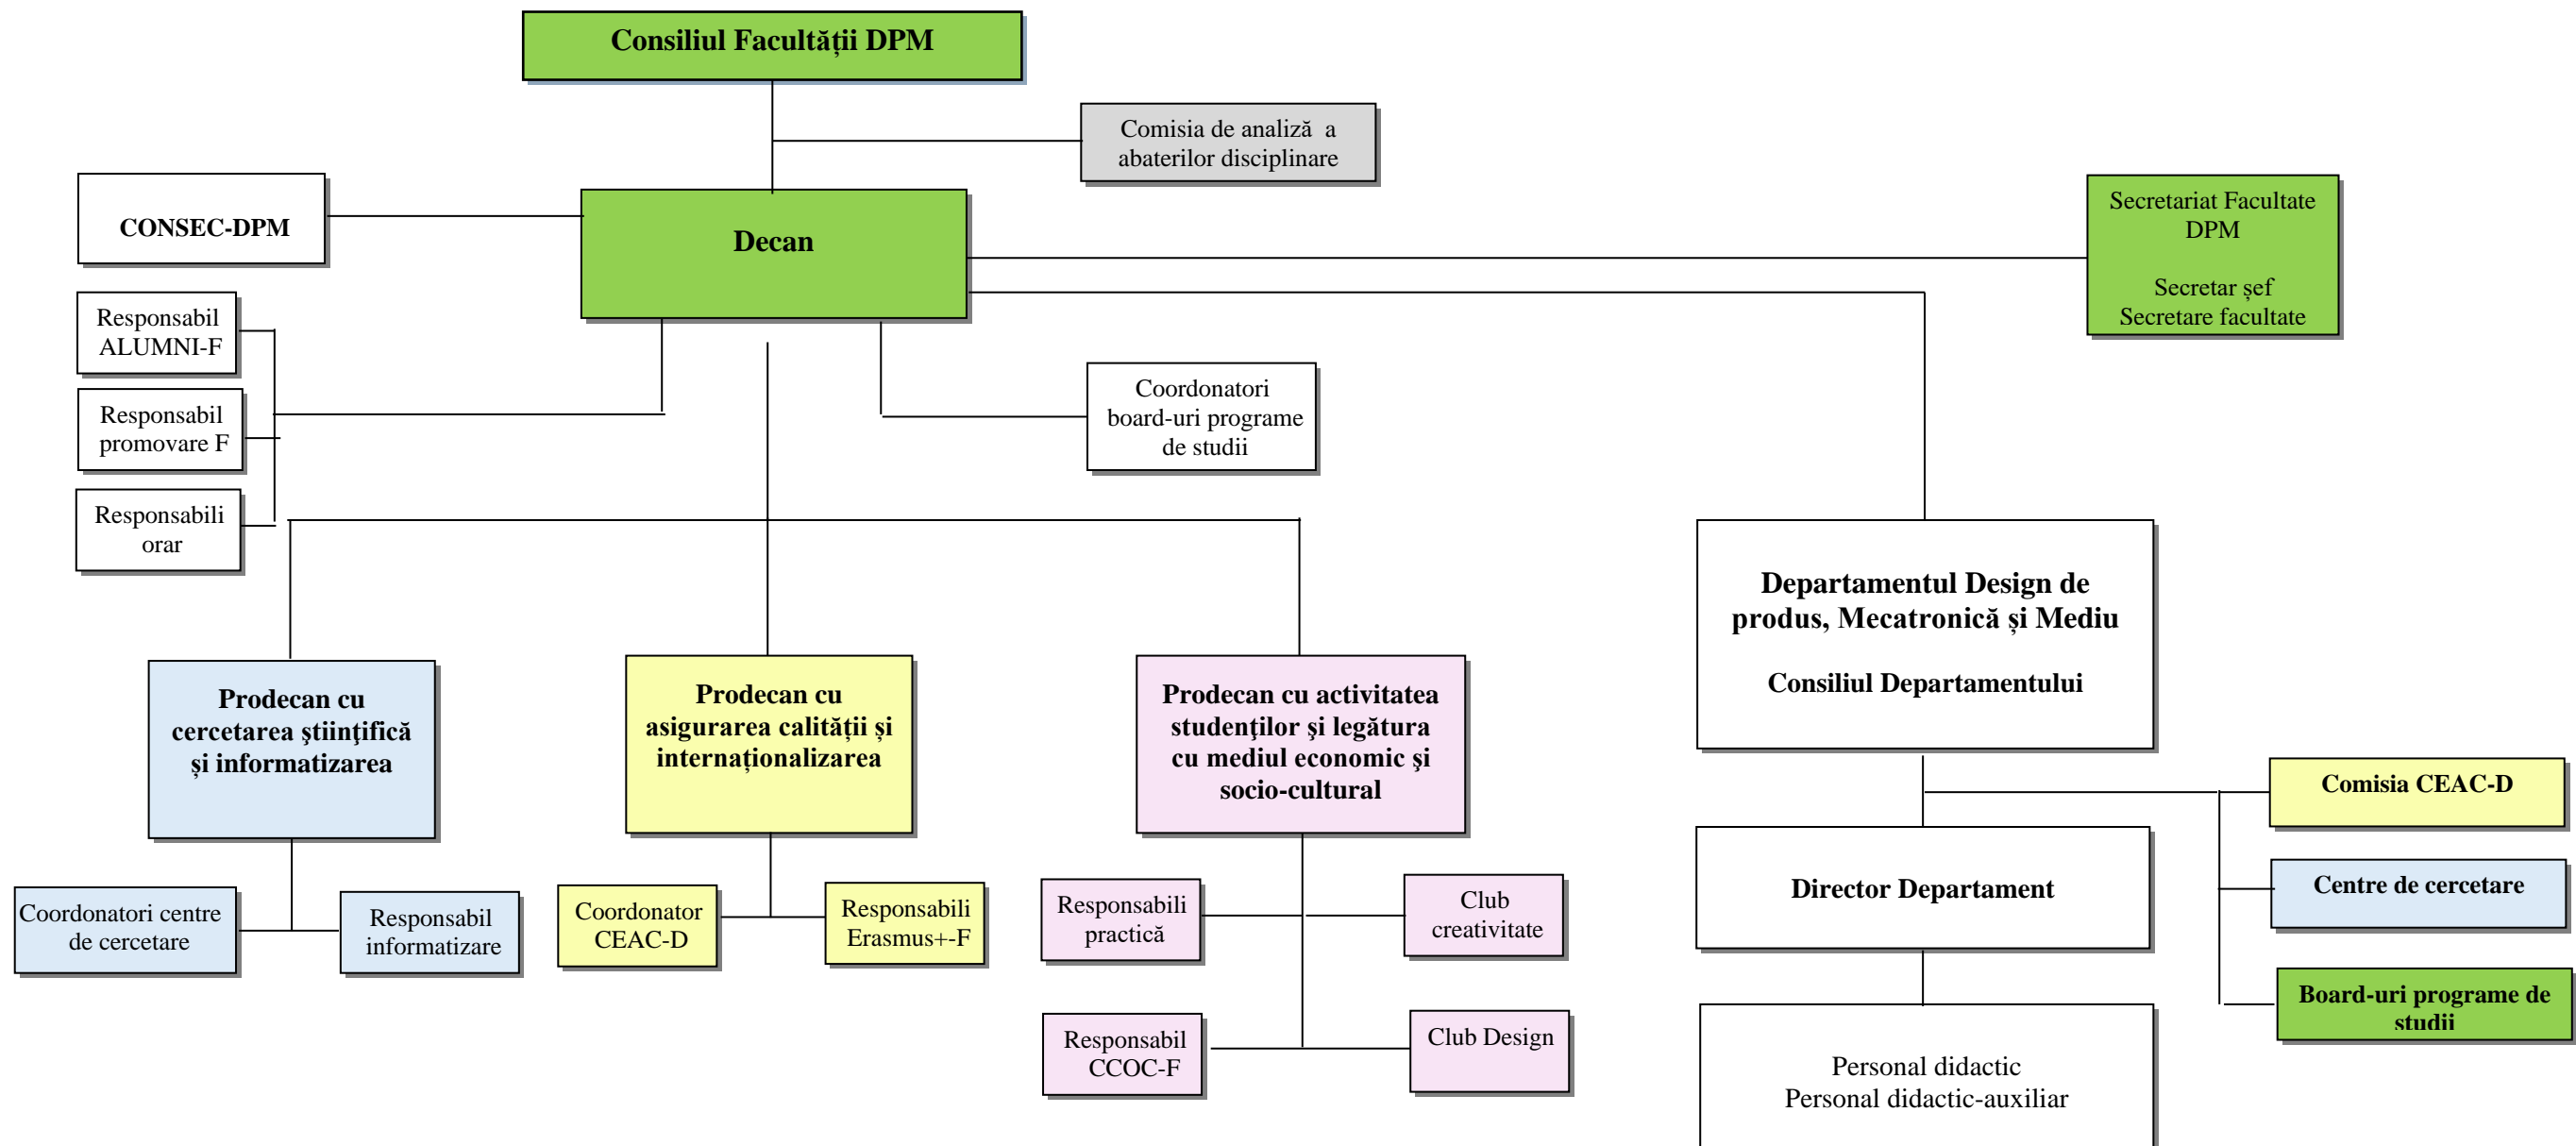 Consiliul Facultății DPM
Comisia de analiză a
abaterilor disciplinare
CONSEC-DPM
Decan
Secretariat Facultate
DPM
Secretar șef
Secretare facultate
Responsabil
ALUMNI-F
Responsabil
promovare F
Responsabili
orar
Coordonatori
board-uri programe
de studii
Departamentul Design de
produs, Mecatronică și Mediu
Consiliul Departamentului
Prodecan cu
cercetarea ştiinţifică
și informatizarea
Prodecan cu
asigurarea calității și
internaționalizarea
Prodecan cu activitatea
studenţilor şi legătura
cu mediul economic şi
socio-cultural
Comisia CEAC-D
Director Departament
Centre de cercetare
Board-uri programe de
studii
Coordonatori centre
de cercetare
Responsabil
informatizare
Coordonator
CEAC-D
Responsabili
Erasmus+-F
Responsabili
practică
Club
creativitate
Responsabil
CCOC-F
Club Design
Personal didactic
Personal didactic-auxiliar